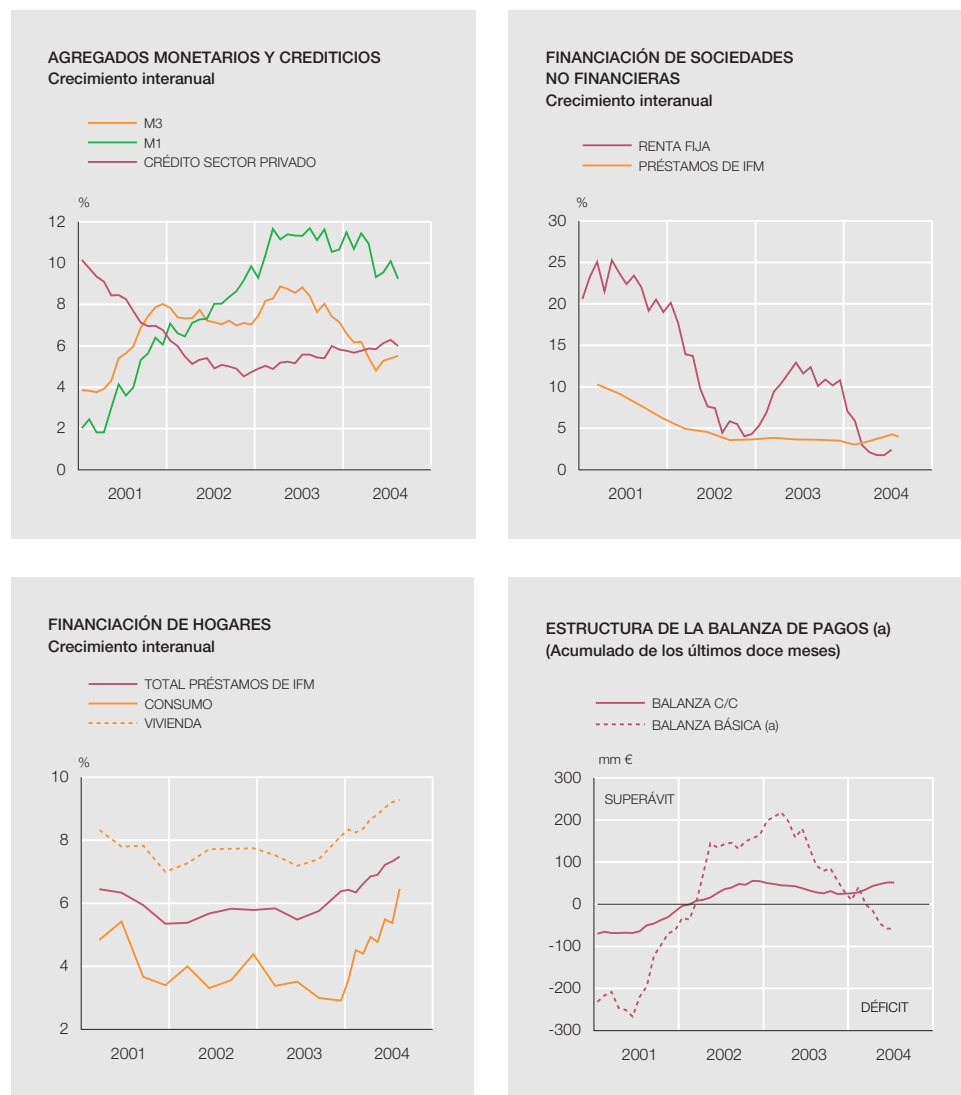 AGREGADOS MONETARIOS Y CREDITICIOS
Crecimiento interanual
M3
M1
CRÉDITO SECTOR PRIVADO
%
12
10
8
6
4
2
0
2001 2002 2003 2004
FINANCIACIÓN DE SOCIEDADES
NO FINANCIERAS
Crecimiento interanual
RENTA FIJA
PRÉSTAMOS DE IFM
%
30
25
20
15
10
5
0
2001 2002 2003 2004
FINANCIACIÓN DE HOGARES
Crecimiento interanual
TOTAL PRÉSTAMOS DE IFM
CONSUMO
VIVIENDA
%
10
8
6
4
2
2001 2002 2003 2004
ESTRUCTURA DE LA BALANZA DE PAGOS (a)
(Acumulado de los últimos doce meses)
BALANZA C/C
BALANZA BÁSICA (a)
mm €
300
SUPERÁVIT
200
100
0
-100
-200
DÉFICIT
-300
2001 2002 2003 2004